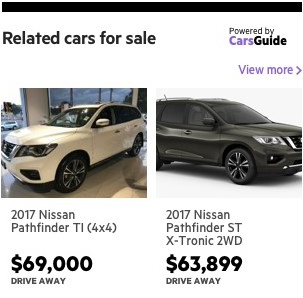 Related cars for sale
Powered by
CarsGuide
View more >
2017 Nissan
Pathfinder TI (4x4)
$69,000
DRIVE AWAY
2017 Nissan
Pathfinder ST
X-Tronic 2WD
$63,899
DRIVE AWAY